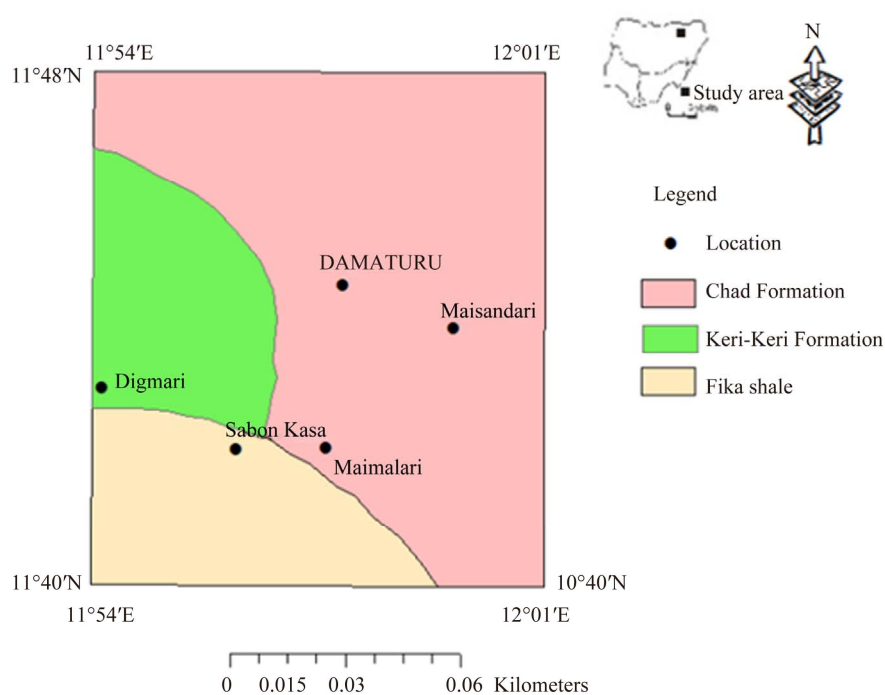 11°54′E
12°01′E
N
11°48′N
Study area
Legend
Location
DAMATURU
Chad Formation
Maisandari
Keri-Keri Formation
Digmari
Fika shale
Sabon Kasa
Maimalari
11°40′N
10°40′N
11°54′E
12°01′E
0 0.015 0.03 0.06 Kilometers